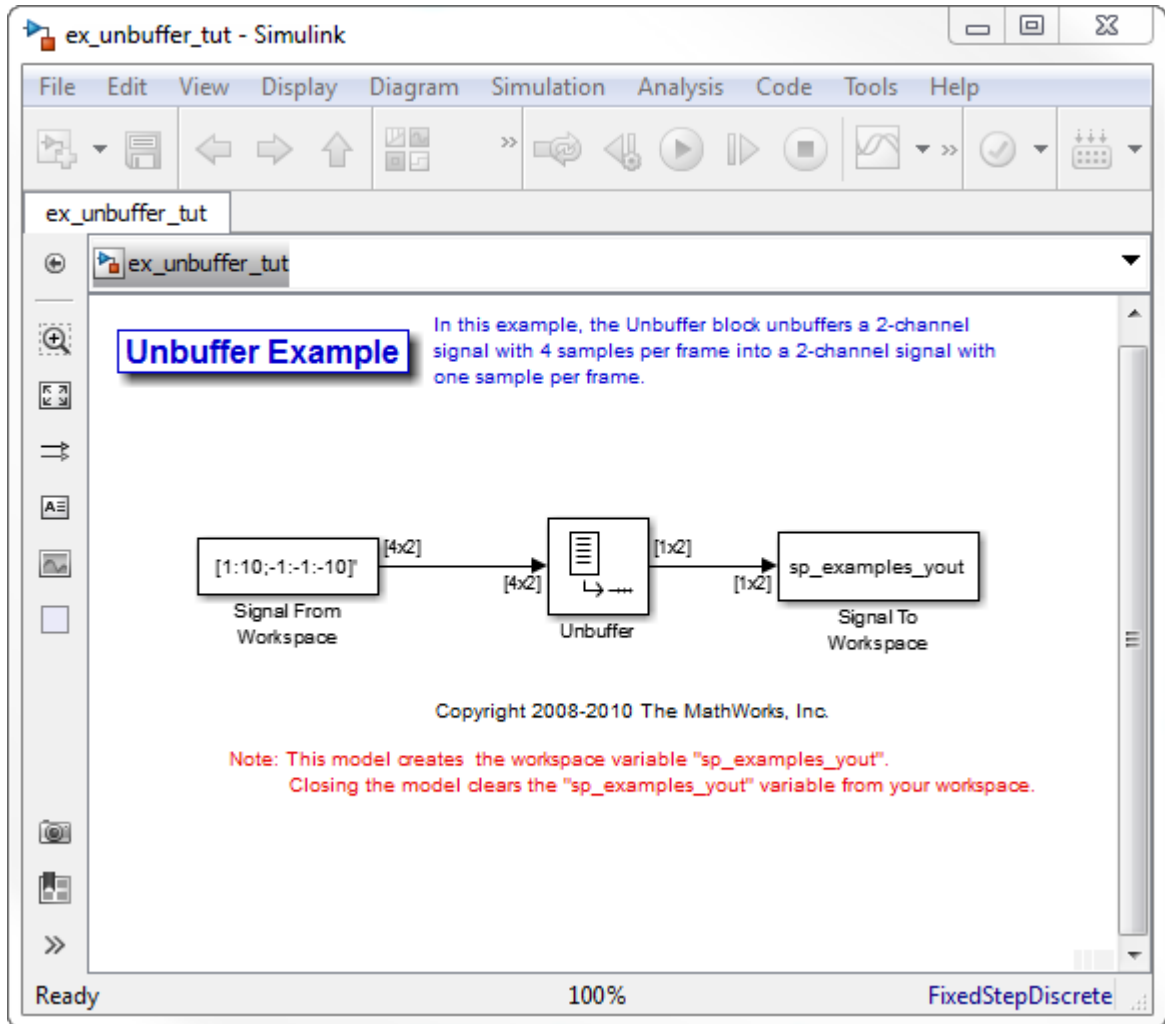 ex_unbuffer_tut - Simulink
File Edit View Display Diagram Simulation Analysis Code Tools Help
ex_unbuffer_tut
ex_unbuffer_tut
Unbuffer Example
In this example, the Unbuffer block unbuffers a 2-channel
signal with 4 samples per frame into a 2-channel signal with
one sample per frame.
[1:10;-1:-1:-10]'
[4x2]
Signal From
Workspace
[4x2]
Unbuffer
[1x2]
[1x2]
sp_examples_yout
Signal To
Workspace
Copyright 2008-2010 The MathWorks, Inc.
Note: This model creates the workspace variable "sp_examples_yout".
Closing the model clears the "sp_examples_yout" variable from your workspace.
Ready 100% FixedStepDiscrete